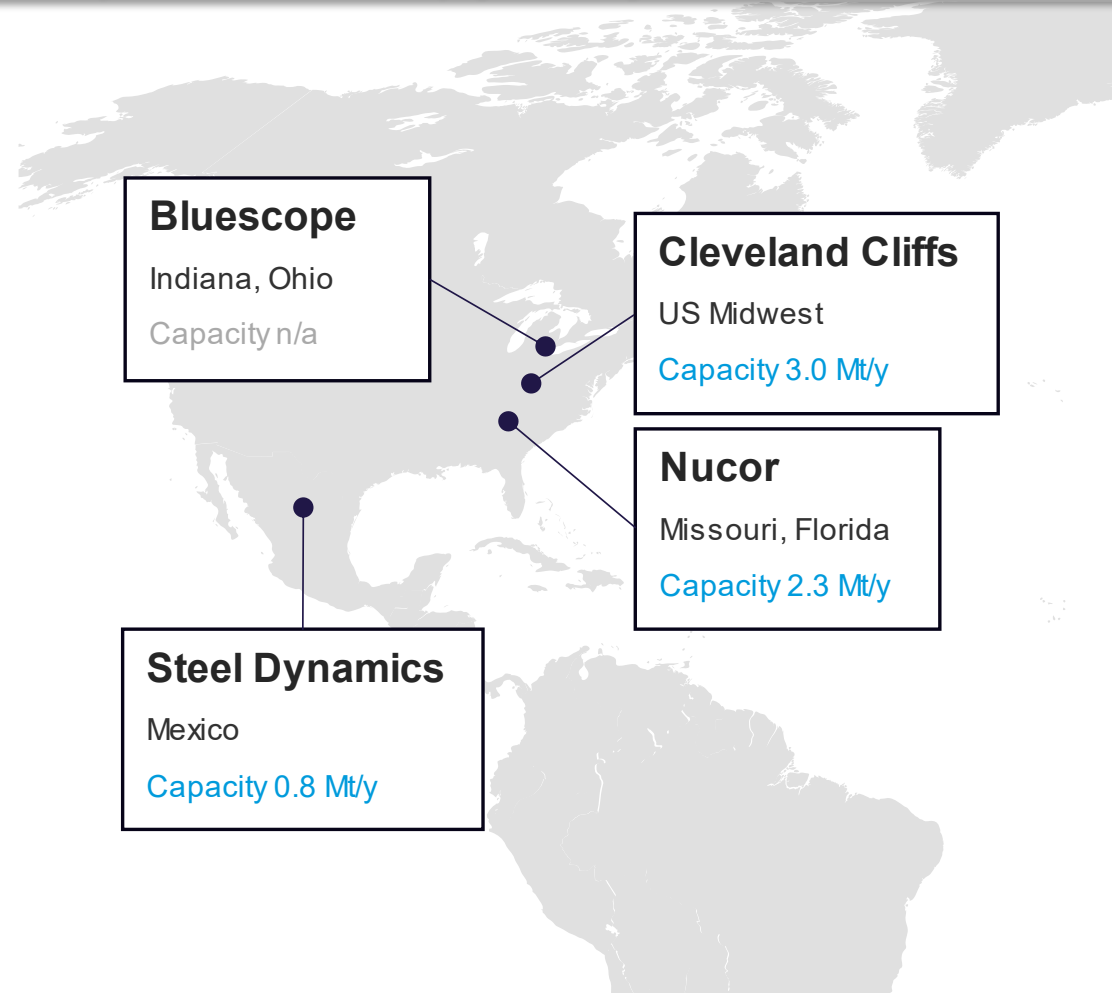 Bluescope
Indiana, Ohio
Capacity n/a
Cleveland Cliffs
US Midwest
Capacity 3.0 Mt/y
Nucor
Missouri, Florida
Capacity 2.3 Mt/y
Steel Dynamics
Mexico
Capacity 0.8 Mt/y